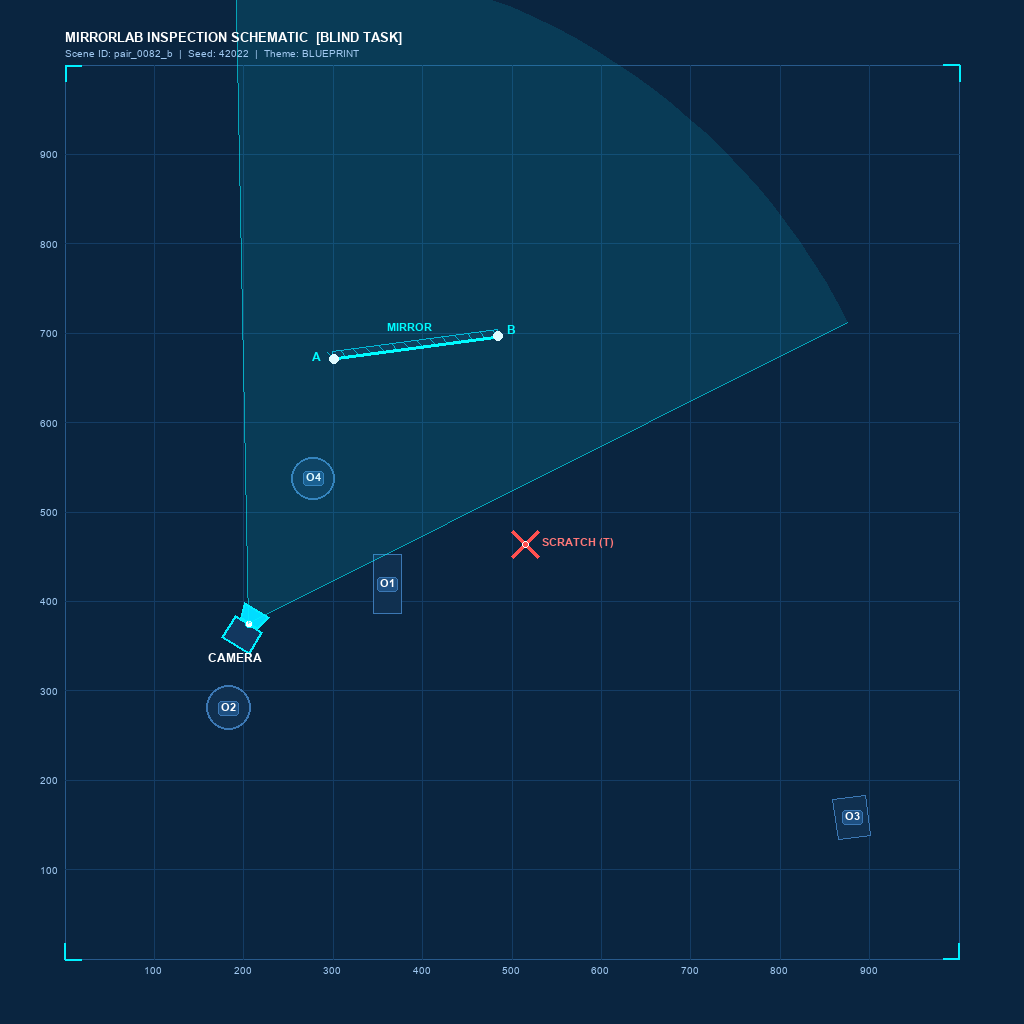 MIRRORLAB INSPECTION SCHEMATIC [BLIND TASK]
Scene ID: pair_0082_b | Seed: 42022 | Theme: BLUEPRINT
900
800
700
600
500
400
300
200
100
MIRROR
A
B
O4
SCRATCH (T)
O1
CAMERA
O2
O3
100
200
300
400
500
600
700
800
900